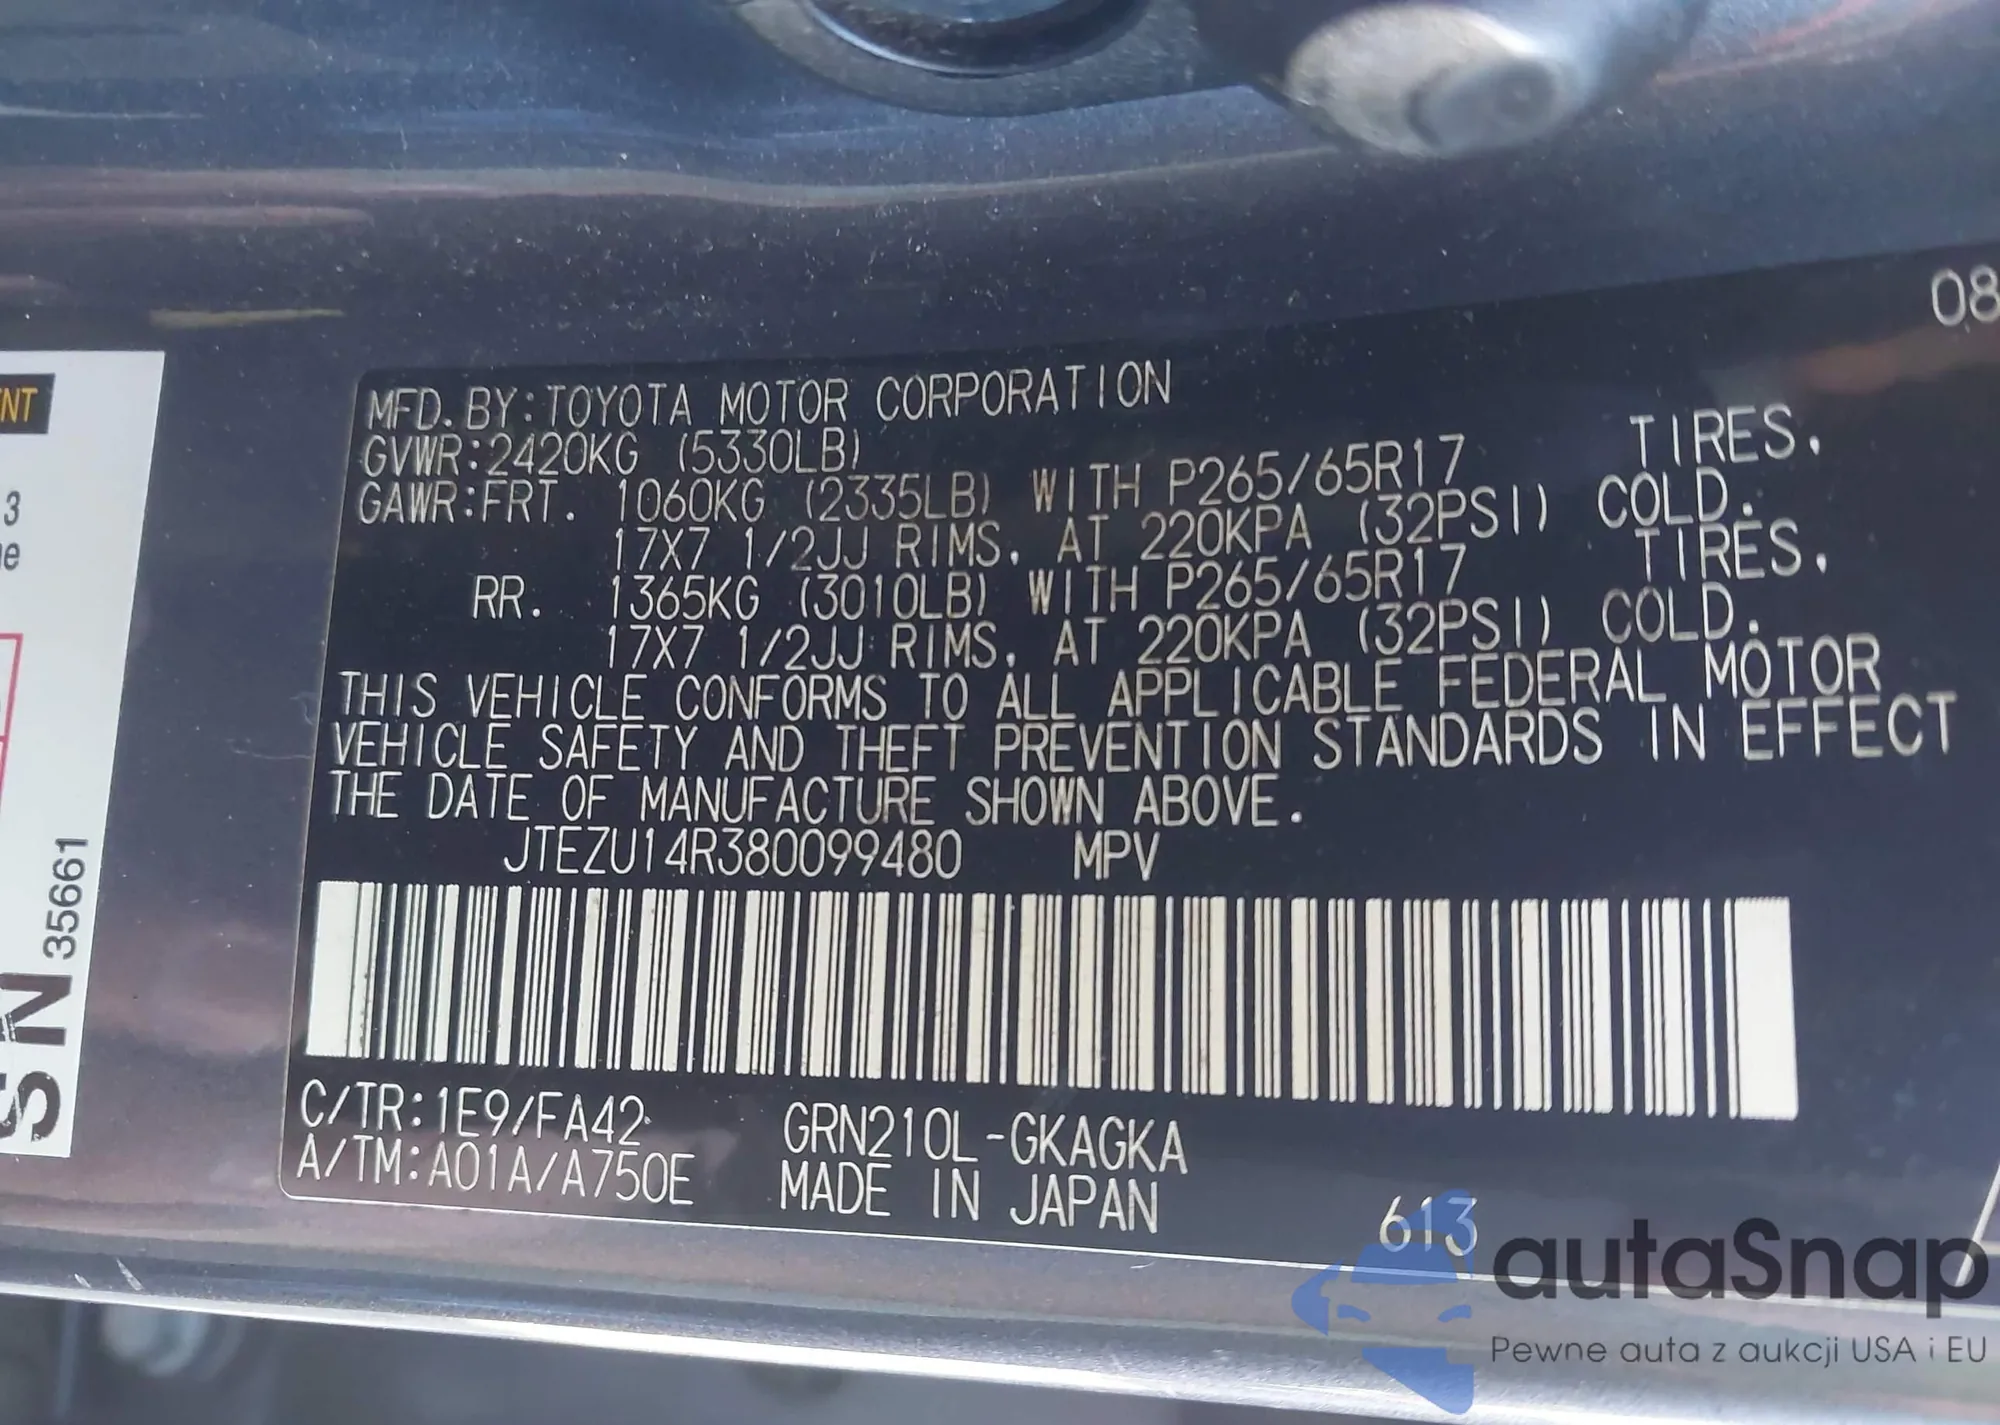 08
MFD. BY:TOYOTA MOTOR CORPORATION
GVWR:2420KG (5330LB)
GAWR:FRT. 1060KG (2335LB) WITH P265/65R17 TIRES,
17X7 1/2JJ RIMS, AT 220KPA (32PSI) COLD.
RR. 1365KG (3010LB) WITH P265/65R17 TIRES,
17X7 1/2JJ RIMS, AT 220KPA (32PSI) COLD.
THIS VEHICLE CONFORMS TO ALL APPLICABLE FEDERAL MOTOR
VEHICLE SAFETY AND THEFT PREVENTION STANDARDS IN EFFECT
THE DATE OF MANUFACTURE SHOWN ABOVE.
JTEZU14R380099480 MPV
C/TR:1E9/FA42 GRN210L-GKAGKA
A/TM:A01A/A750E MADE IN JAPAN 613
NT
3
e
35661
SN
autaSnap
Pewne auta z aukcji USA i EU